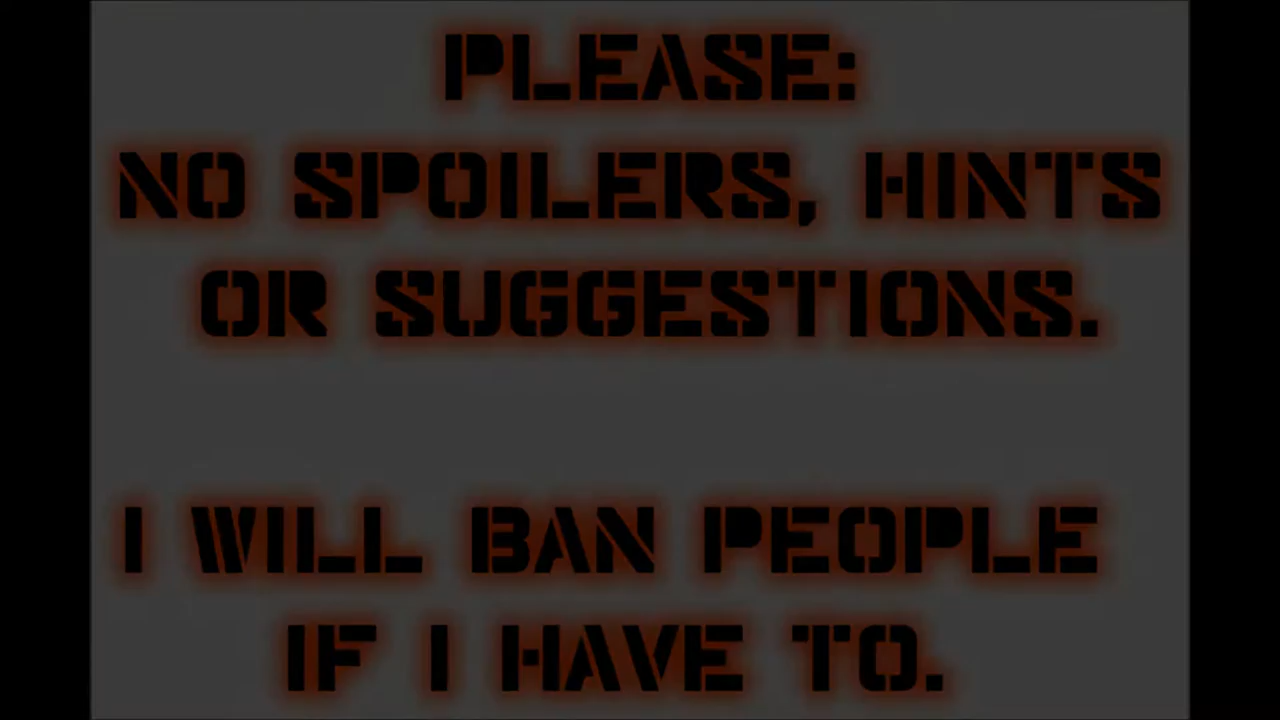 PLEASE:
NO SPOILERS, HINTS
OR SUGGESTIONS.
I WILL BAN PEOPLE
IF I HAVE TO.